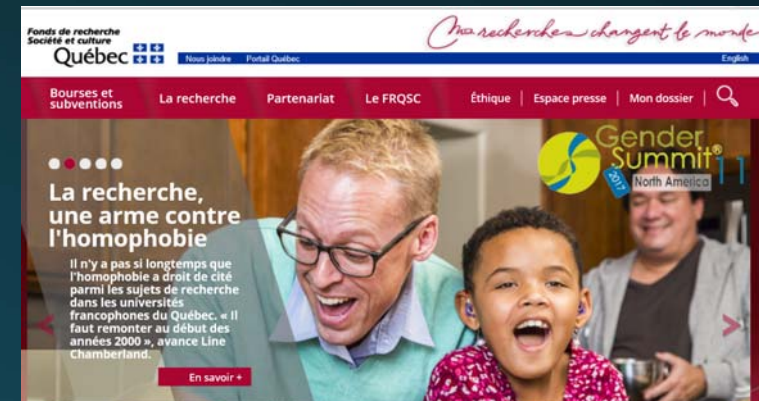 Fonds de recherche
Société et culture
Québec
Nos recherches changent le monde
Nous joindre Portail Québec English
Bourses et
subventions
La recherche Partenariat Le FRQSC Éthique | Espace presse | Mon dossier |
Gender
Summit® 11
2017 North America
La recherche,
une arme contre
l'homophobie
Il n'y a pas si longtemps que
l'homophobie a droit de cité
parmi les sujets de recherche
dans les universités
francophones du Québec. « Il
faut remonter au début des
années 2000 », avance Line
Chamberland.
En savoir +